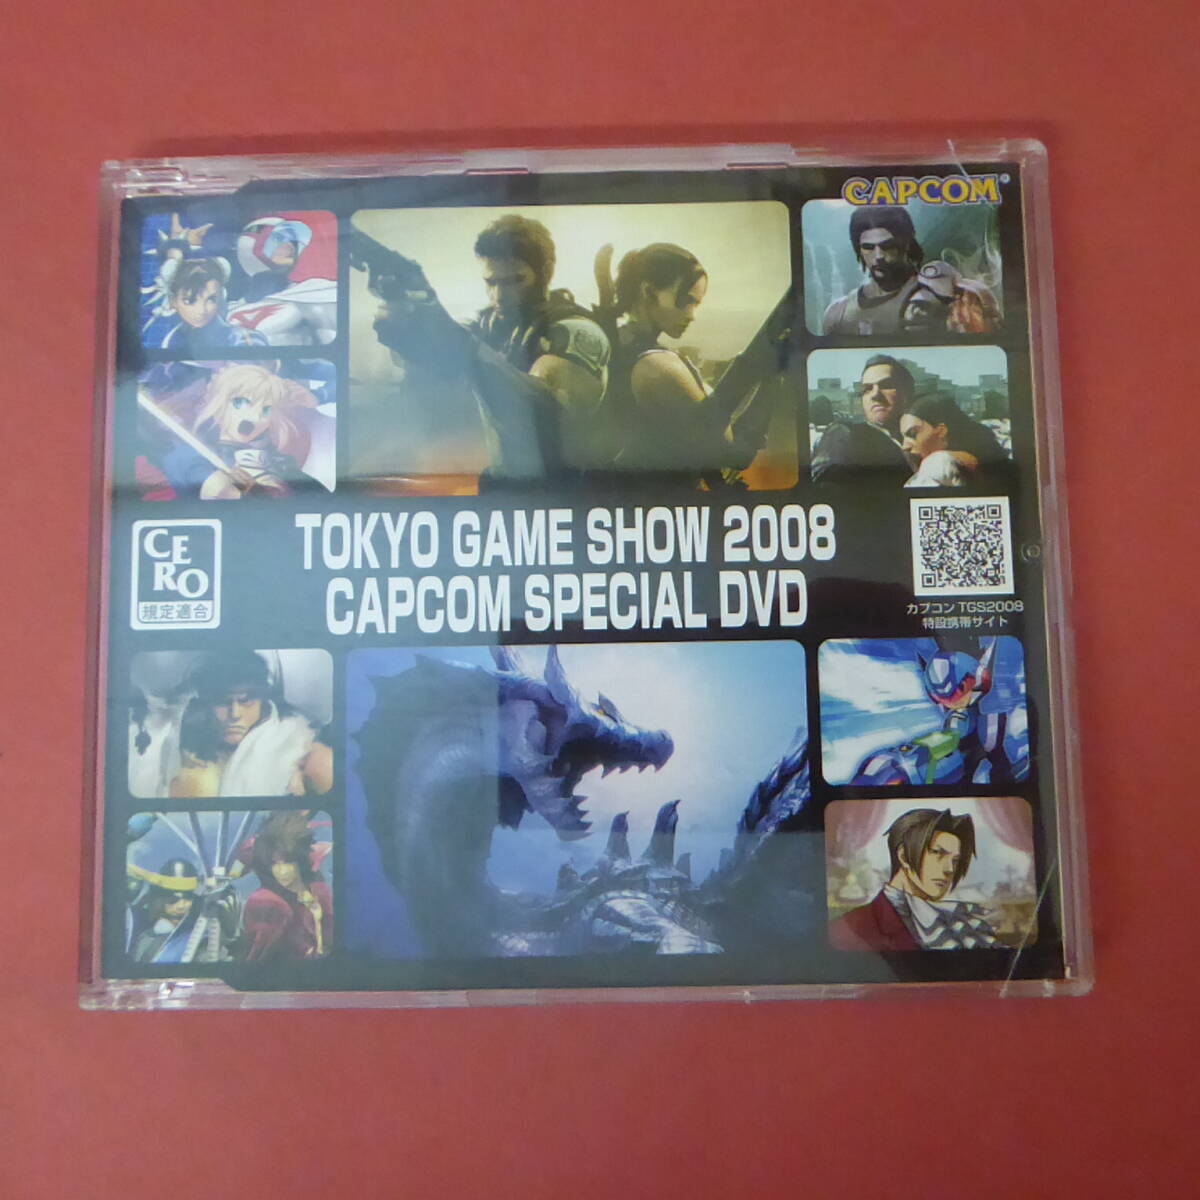 CAPCOM
TOKYO GAME SHOW 2008
CAPCOM SPECIAL DVD
CERO
規定適合
カプコン TGS2008
特設携帯サイト